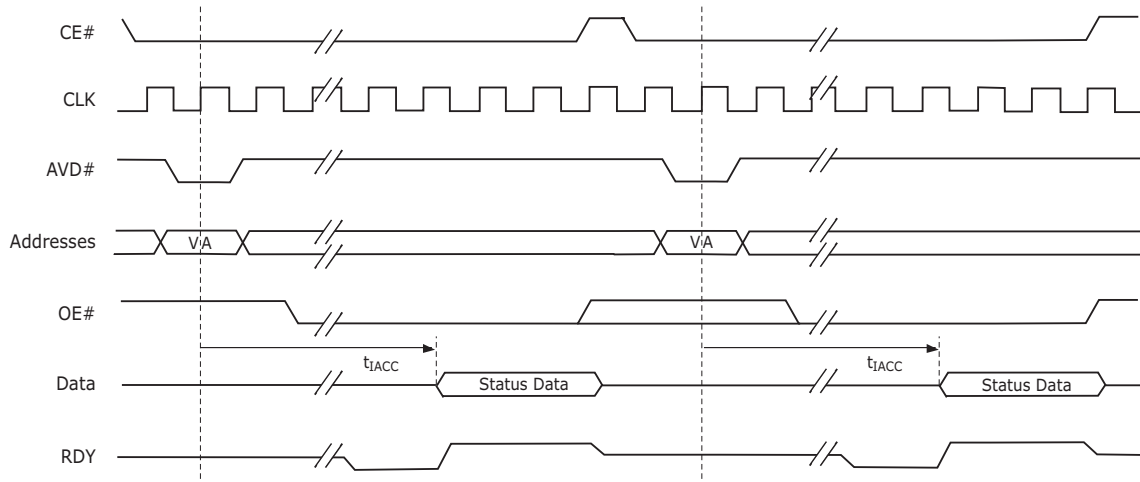 CE#
CLK
AVD#
Addresses
VA
VA
OE#
tIACC
tIACC
Data
Status Data
Status Data
RDY